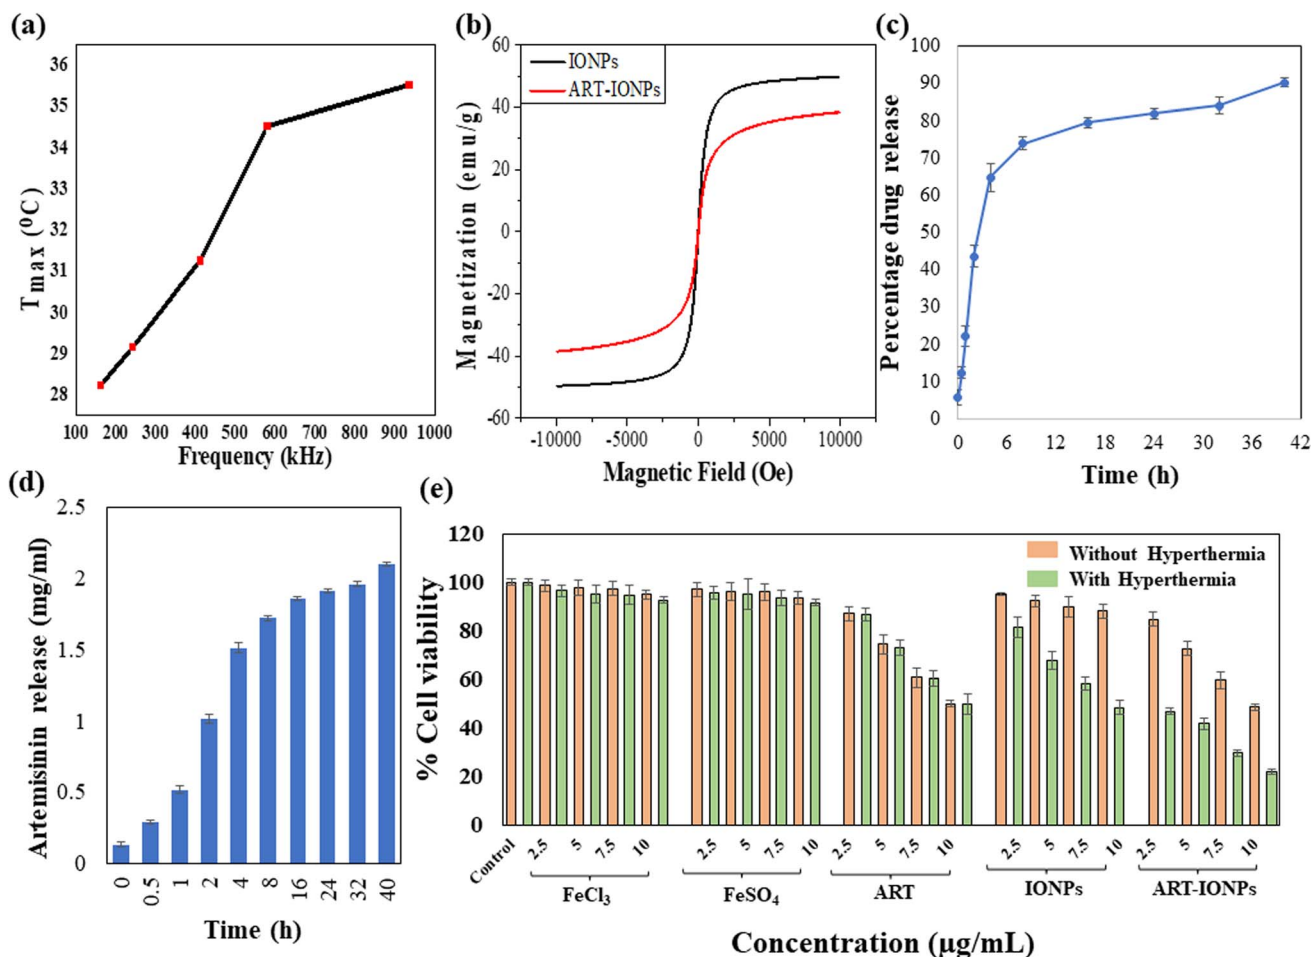 (a)
36
35
34
33
32
31
30
29
28
T max (⁰C)
100 200 300 400 500 600 700 800 900 1000
Frequency (kHz)
(b)
60
40
20
0
-20
-40
-60
Magnetization (emu/g)
IONPs
ART-IONPs
-10000 -5000 0 5000 10000
Magnetic Field (Oe)
(c)
100
90
80
70
60
50
40
30
20
10
0
Percentage drug release
0 6 12 18 24 30 36 42
Time (h)
(d)
2.5
2
1.5
1
0.5
0
Artemisinin release (mg/ml)
0 0.5 1 2 4 8 16 24 32 40
Time (h)
(e)
120
100
80
60
40
20
0
% Cell viability
Without Hyperthermia
With Hyperthermia
Control 2.5 5 7.5 10 2.5 5 7.5 10 2.5 5 7.5 10 2.5 5 7.5 10 2.5 5 7.5 10
FeCl₃ FeSO₄ ART IONPs ART-IONPs
Concentration (µg/mL)